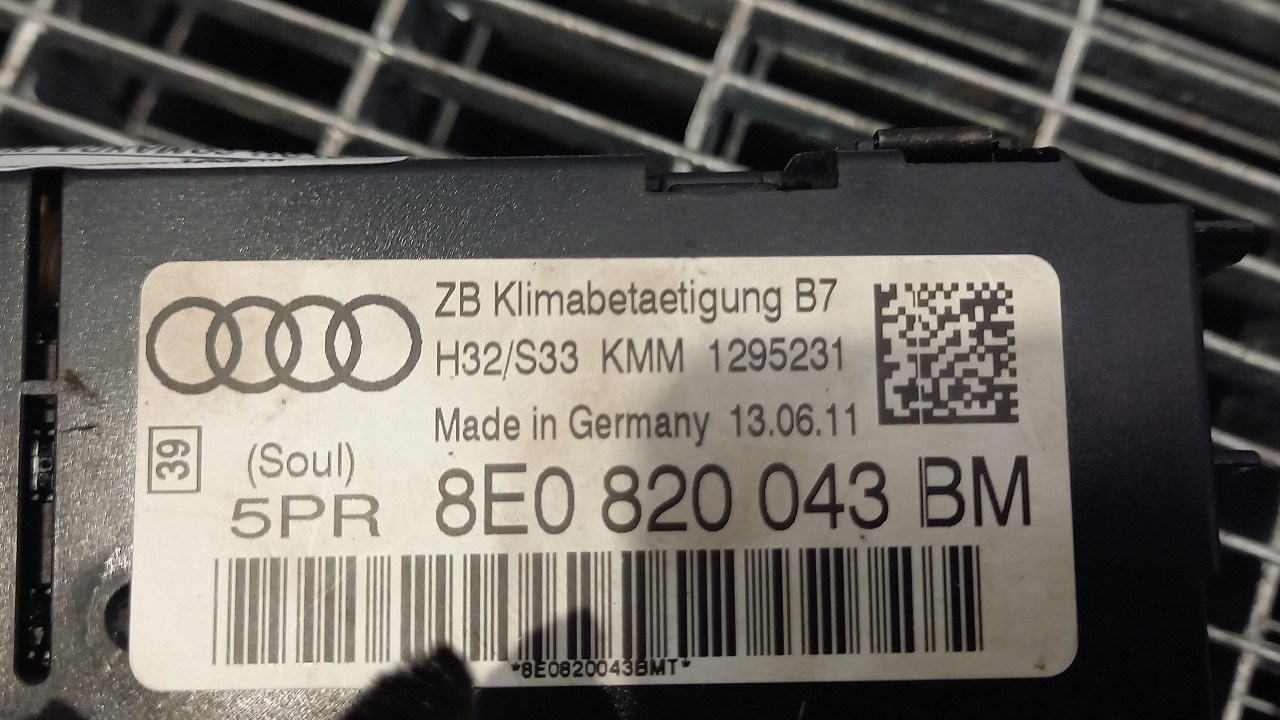 ZB Klimabetaetigung B7
H32/S33 KMM 1295231
Made in Germany 13.06.11
39
(Soul)
5PR
8E0 820 043 BM
*8E0820043BMT*